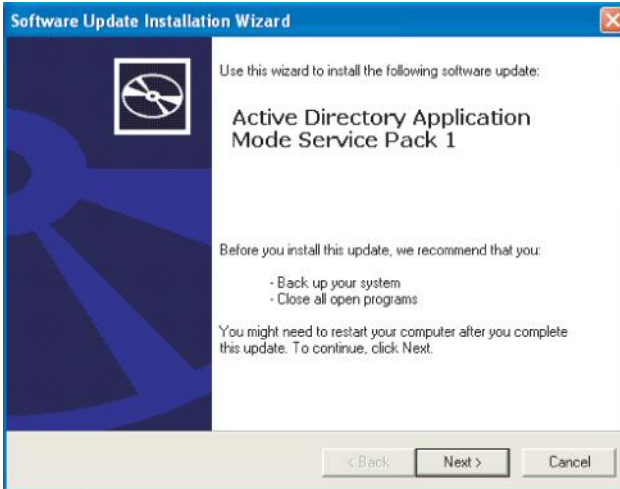 Software Update Installation Wizard
Use this wizard to install the following software update:
Active Directory Application
Mode Service Pack 1
Before you install this update, we recommend that you:
- Back up your system
- Close all open programs
You might need to restart your computer after you complete
this update. To continue, click Next.
< Back
Next >
Cancel